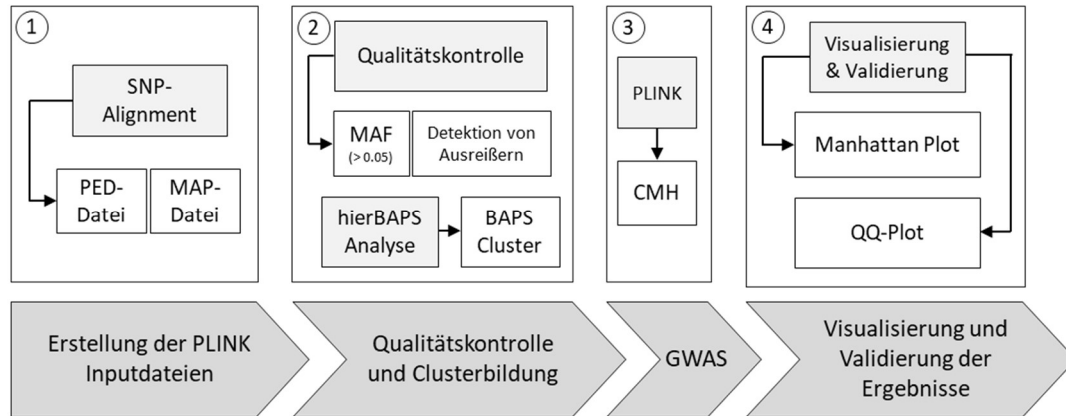 1
SNP-
Alignment
PED-
Datei
MAP-
Datei
2
Qualitätskontrolle
MAF
(> 0.05)
Detektion von
Ausreißern
hierBAPS
Analyse
BAPS
Cluster
3
PLINK
CMH
4
Visualisierung
& Validierung
Manhattan Plot
QQ-Plot
Erstellung der PLINK
Inputdateien
Qualitätskontrolle
und Clusterbildung
GWAS
Visualisierung und
Validierung der
Ergebnisse